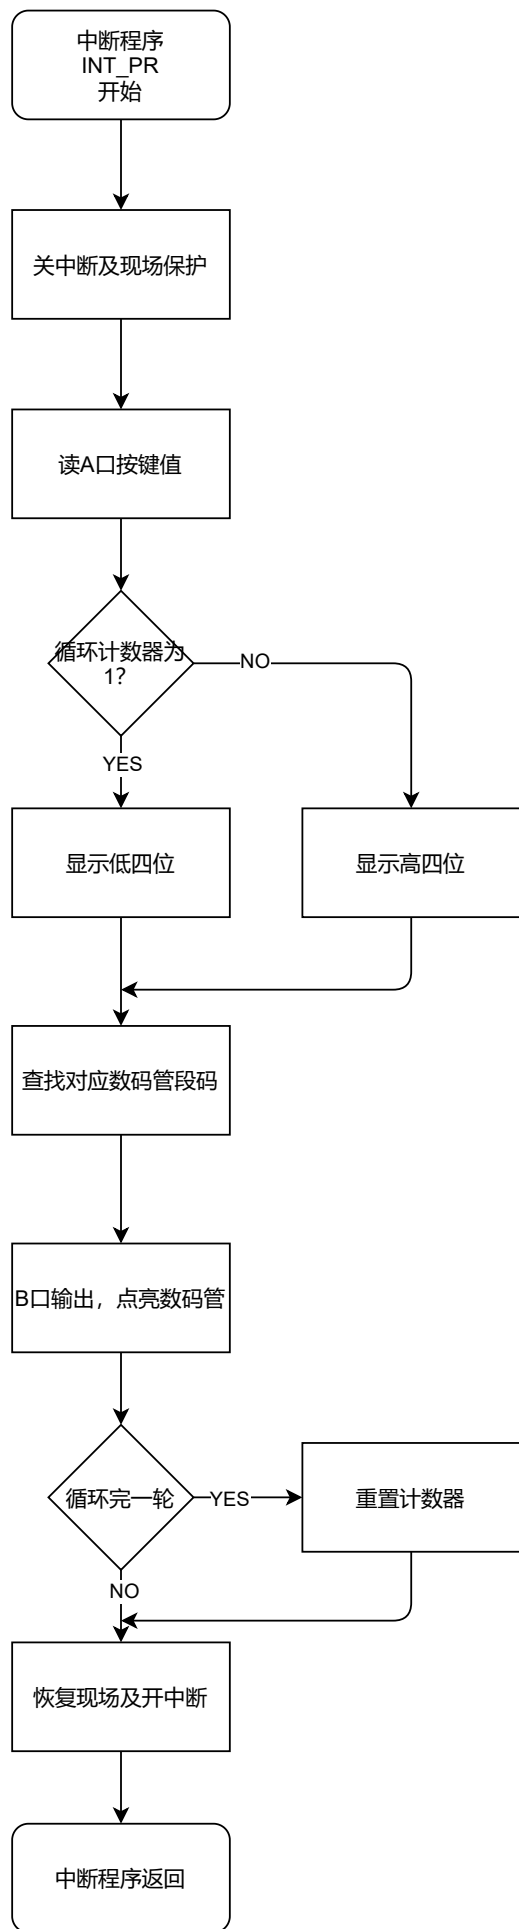 中断程序
INT_PR
开始
关中断及现场保护
读A口按键值
循环计数器为
1?
NO
YES
显示低四位
显示高四位
查找对应数码管段码
B口输出，点亮数码管
循环完一轮
YES
重置计数器
NO
恢复现场及开中断
中断程序返回